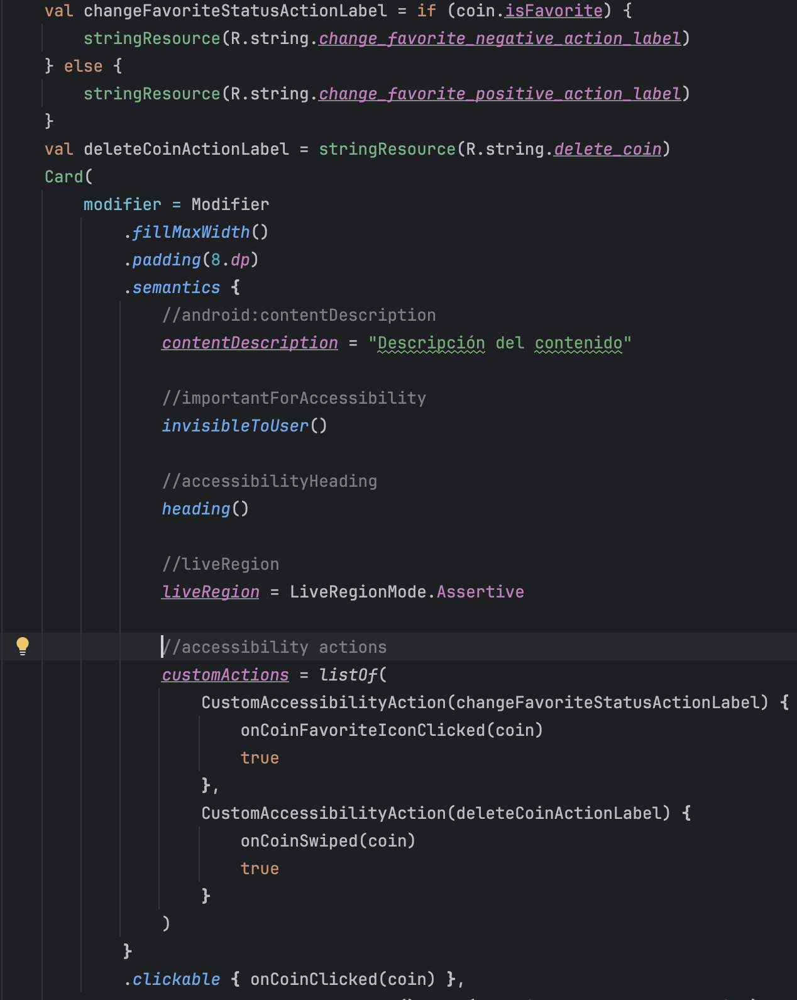 val changeFavoriteStatusActionLabel = if (coin.isFavorite) {
    stringResource(R.string.change_favorite_negative_action_label)
} else {
    stringResource(R.string.change_favorite_positive_action_label)
}
val deleteCoinActionLabel = stringResource(R.string.delete_coin)
Card(
    modifier = Modifier
        .fillMaxWidth()
        .padding(8.dp)
        .semantics {
            //android:contentDescription
            contentDescription = "Descripción del contenido"

            //importantForAccessibility
            invisibleToUser()

            //accessibilityHeading
            heading()

            //liveRegion
            liveRegion = LiveRegionMode.Assertive

            //accessibility actions
            customActions = listOf(
                CustomAccessibilityAction(changeFavoriteStatusActionLabel) {
                    onCoinFavoriteIconClicked(coin)
                    true
                },
                CustomAccessibilityAction(deleteCoinActionLabel) {
                    onCoinSwiped(coin)
                    true
                }
            )
        }
        .clickable { onCoinClicked(coin) },